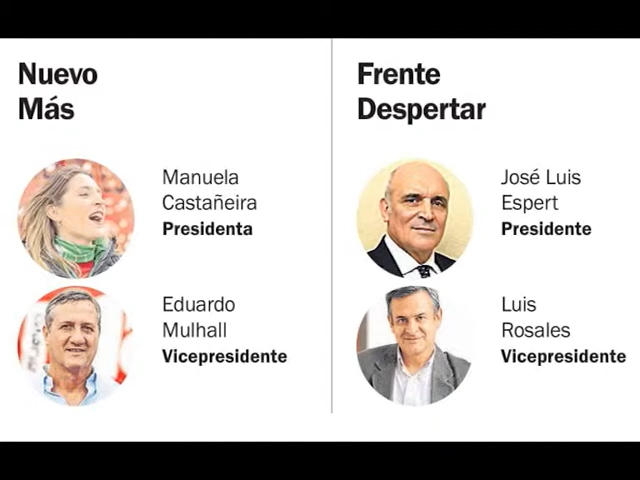 Nuevo
Más
Manuela
Castañeira
Presidenta
Eduardo
Mulhall
Vicepresidente
Frente
Despertar
José Luis
Espert
Presidente
Luis
Rosales
Vicepresidente